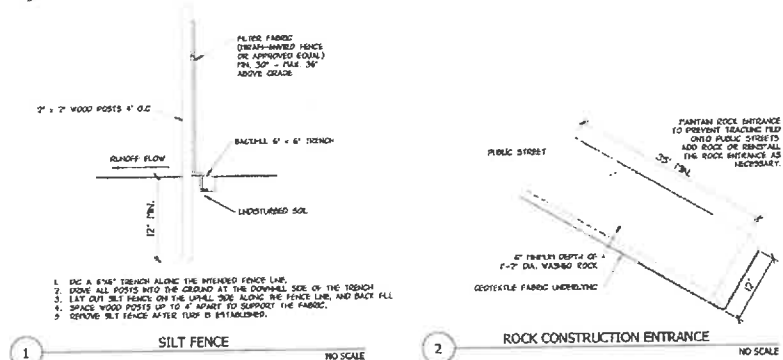 FILTER FABRIC
(MIRAFI-ENVIRO FENCE
OR APPROVED EQUAL)
MIN. 30" - MAX. 36"
ABOVE GRADE
2" x 2" WOOD POSTS 4' O.C
BACKFILL 6" x 6" TRENCH
RUNOFF FLOW
UNDISTURBED SOIL
12" MIN.
1. DIG A 6"X6" TRENCH ALONG THE INTENDED FENCE LINE.
2. DRIVE ALL POSTS INTO THE GROUND AT THE DOWNHILL SIDE OF THE TRENCH
3. LAY OUT SILT FENCE ON THE UPHILL SIDE ALONG THE FENCE LINE, AND BACK FILL
4. SPACE WOOD POSTS UP TO 4' APART TO SUPPORT THE FABRIC.
5 REMOVE SILT FENCE AFTER TURF IS ESTABLISHED.
1
SILT FENCE
NO SCALE
MAINTAIN ROCK ENTRANCE
TO PREVENT TRACKING MUD
ONTO PUBLIC STREETS
ADD ROCK OR REINSTALL
THE ROCK ENTRANCE AS
NECESSARY.
PUBLIC STREET
35' MIN.
6" MINIMUM DEPTH OF
1"-2" DIA. WASHED ROCK
GEOTEXTILE FABRIC UNDERLYING
12'
2
ROCK CONSTRUCTION ENTRANCE
NO SCALE